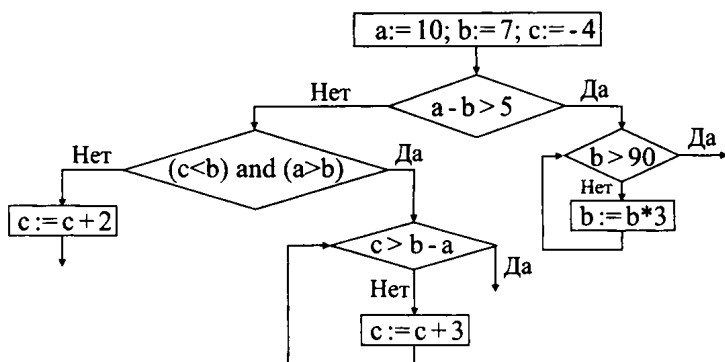 a:= 10; b:= 7; c:= - 4
Нет
a - b > 5
Да
Нет
(c<b) and (a>b)
Да
b > 90
Да
Нет
c := c + 2
b := b*3
c > b - a
Да
Нет
c := c + 3